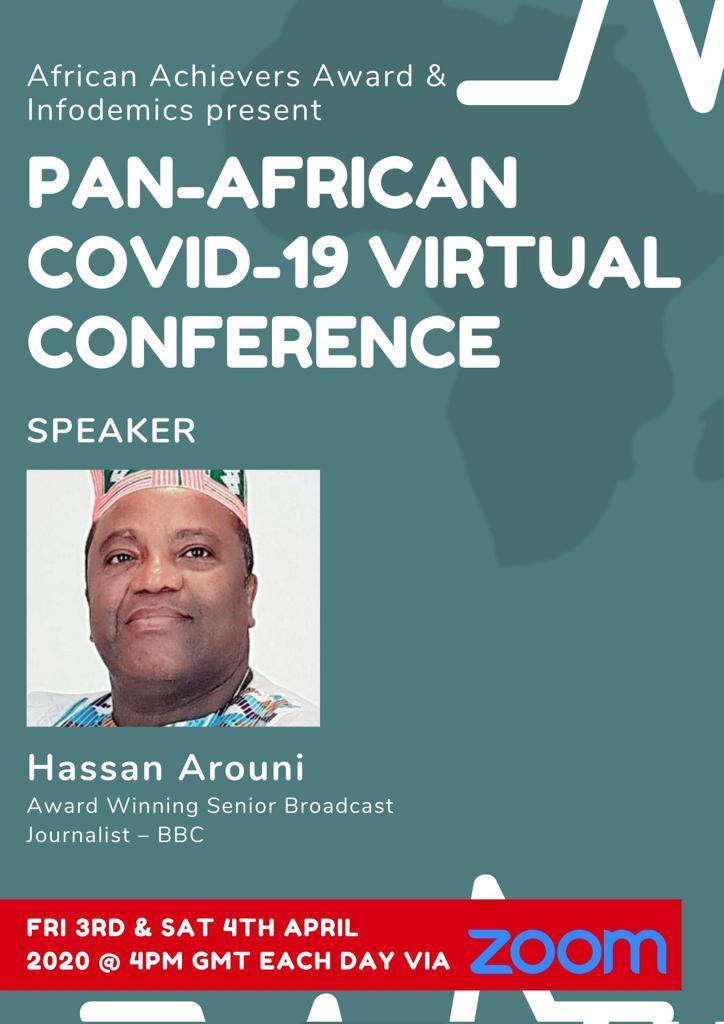 African Achievers Award &
Infodemics present
PAN-AFRICAN
COVID-19 VIRTUAL
CONFERENCE
SPEAKER
Hassan Arouni
Award Winning Senior Broadcast
Journalist – BBC
FRI 3RD & SAT 4TH APRIL
2020 @ 4PM GMT EACH DAY VIA zoom